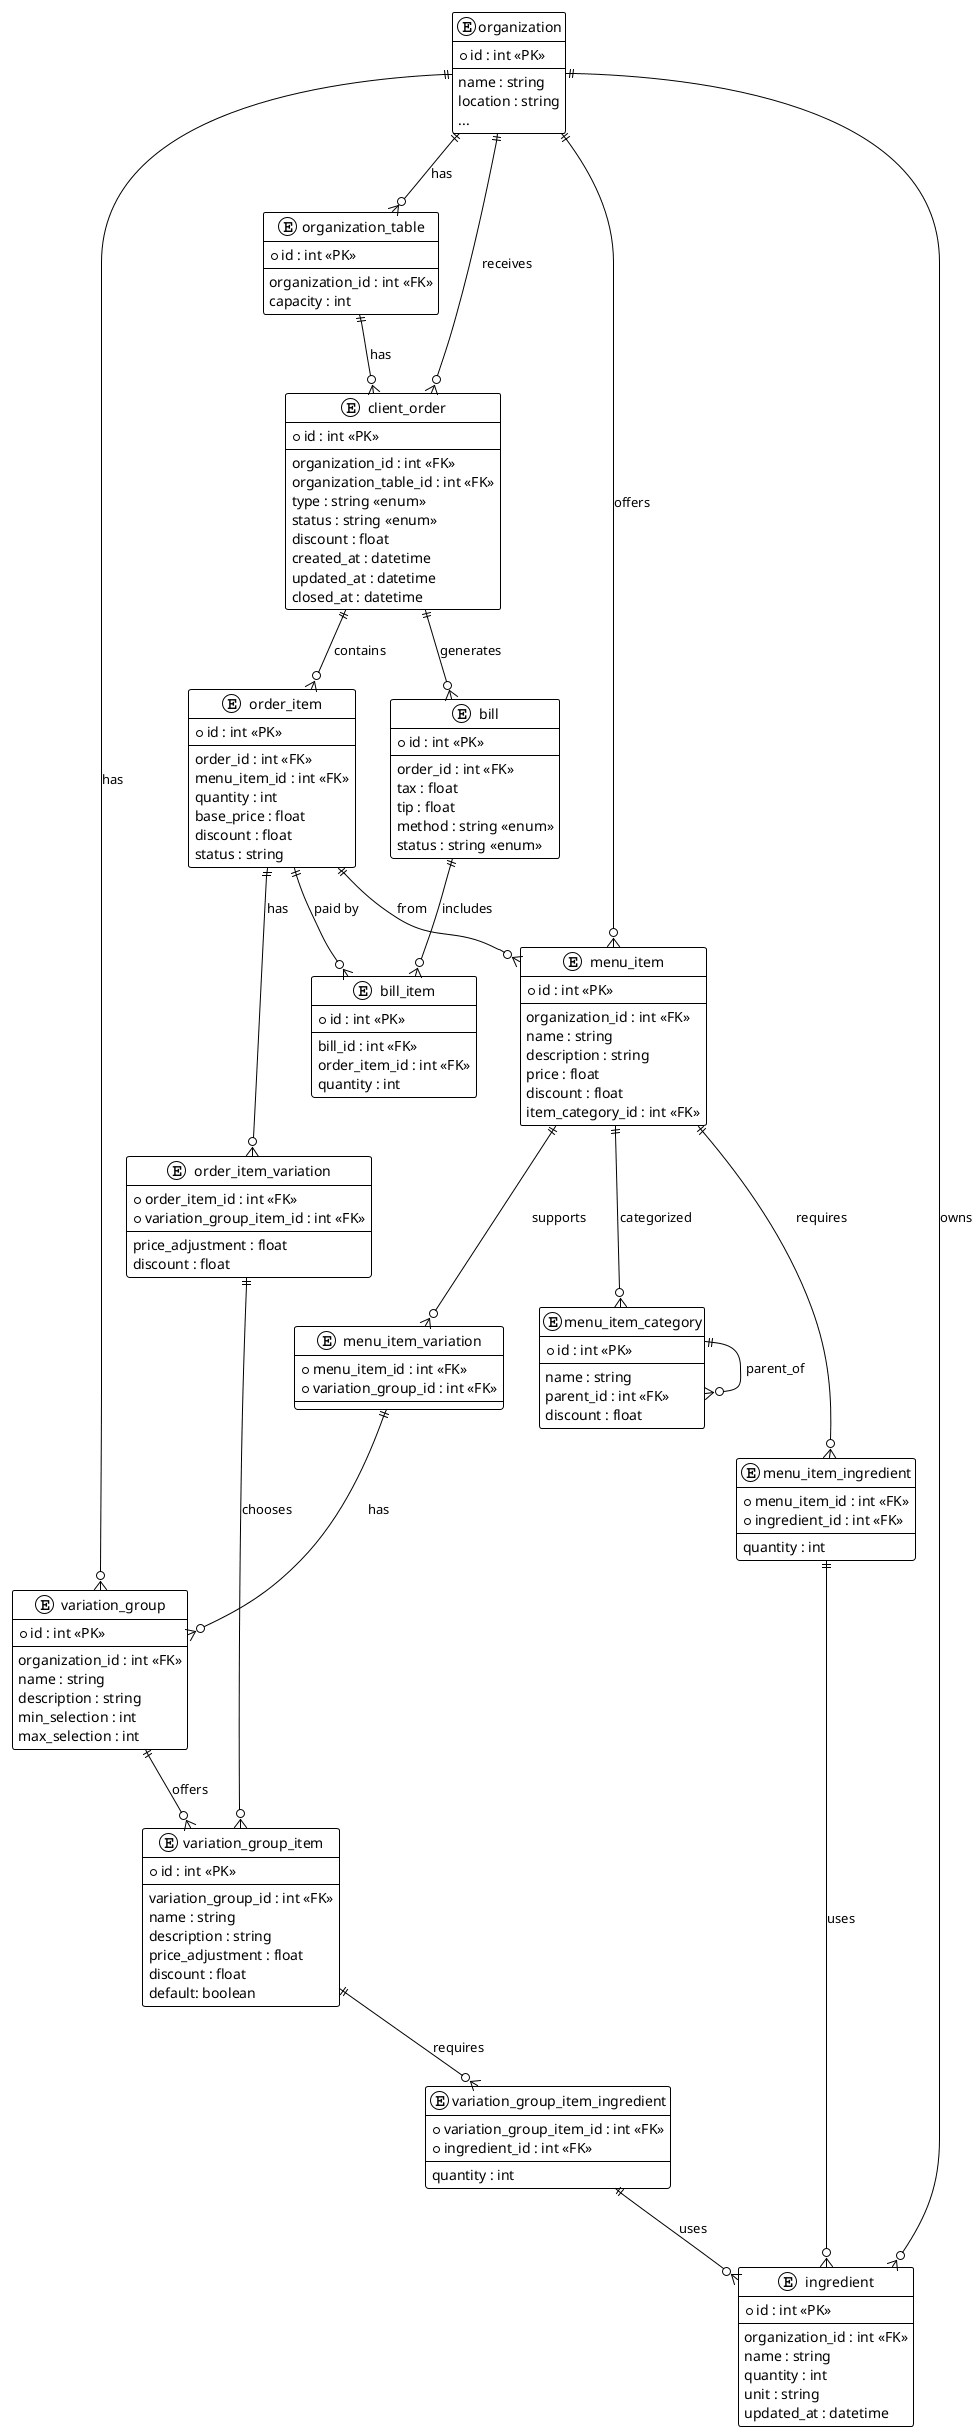 E organization
id : int «PK»
name : string
location : string
...
has
E organization_table
id : int «PK»
organization_id : int «FK»
capacity : int
receives
has
E client_order
id : int «PK»
organization_id : int «FK»
organization_table_id : int «FK»
type : string «enum»
status : string «enum»
discount : float
created_at : datetime
updated_at : datetime
closed_at : datetime
offers
contains
generates
E order_item
id : int «PK»
order_id : int «FK»
menu_item_id : int «FK»
quantity : int
base_price : float
discount : float
status : string
E bill
id : int «PK»
order_id : int «FK»
tax : float
tip : float
method : string «enum»
status : string «enum»
has
has
paid by
from
includes
E bill_item
id : int «PK»
bill_id : int «FK»
order_item_id : int «FK»
quantity : int
E menu_item
id : int «PK»
organization_id : int «FK»
name : string
description : string
price : float
discount : float
item_category_id : int «FK»
E order_item_variation
order_item_id : int «FK»
variation_group_item_id : int «FK»
price_adjustment : float
discount : float
supports
categorized
requires
owns
E menu_item_variation
menu_item_id : int «FK»
variation_group_id : int «FK»
E menu_item_category
id : int «PK»
name : string
parent_id : int «FK»
discount : float
parent_of
E menu_item_ingredient
menu_item_id : int «FK»
ingredient_id : int «FK»
quantity : int
chooses
has
E variation_group
id : int «PK»
organization_id : int «FK»
name : string
description : string
min_selection : int
max_selection : int
offers
E variation_group_item
id : int «PK»
variation_group_id : int «FK»
name : string
description : string
price_adjustment : float
discount : float
default: boolean
uses
requires
E variation_group_item_ingredient
variation_group_item_id : int «FK»
ingredient_id : int «FK»
quantity : int
uses
E ingredient
id : int «PK»
organization_id : int «FK»
name : string
quantity : int
unit : string
updated_at : datetime